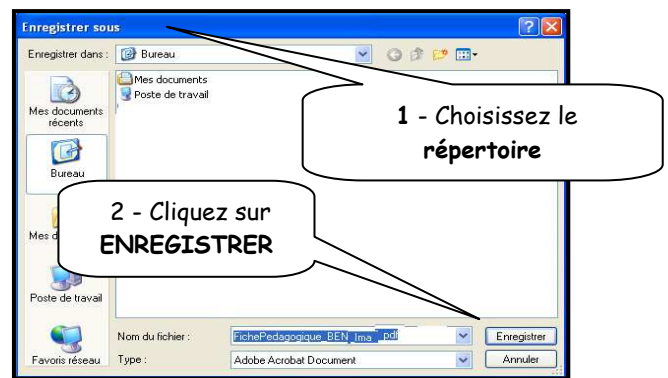 Enregistrer sous
Enregistrer dans : Bureau
Mes documents
Poste de travail
Mes documents récents
Bureau
1 - Choisissez le
répertoire
2 - Cliquez sur
ENREGISTRER
Mes d
Poste de travail
Favoris réseau
Nom du fichier : FichePedagogique_BEN_Ima .pdf
Enregistrer
Type : Adobe Acrobat Document
Annuler